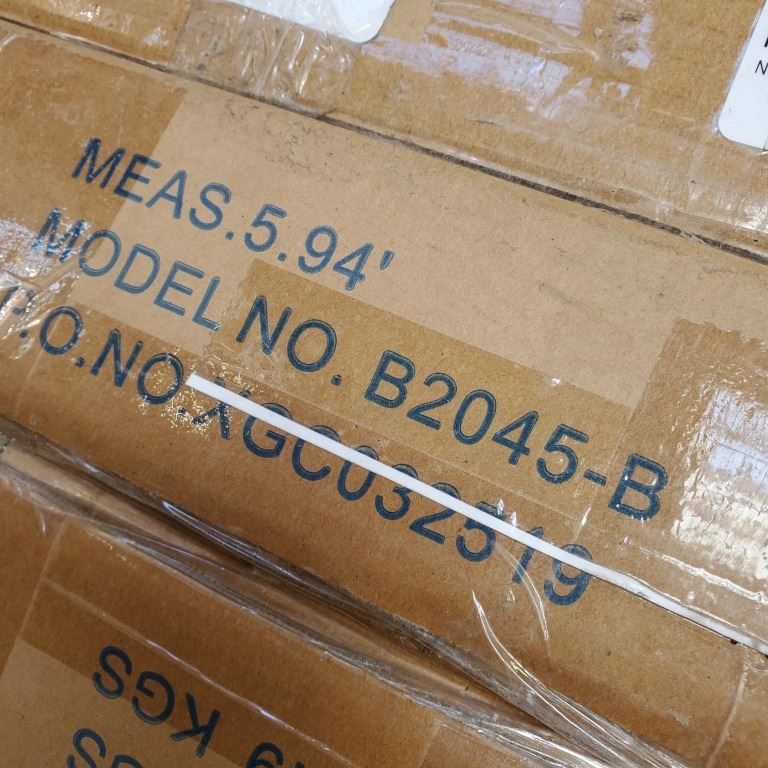 MEAS.5.94'
MODEL NO. B2045-B
P.O.NO.XGC032519
KGS